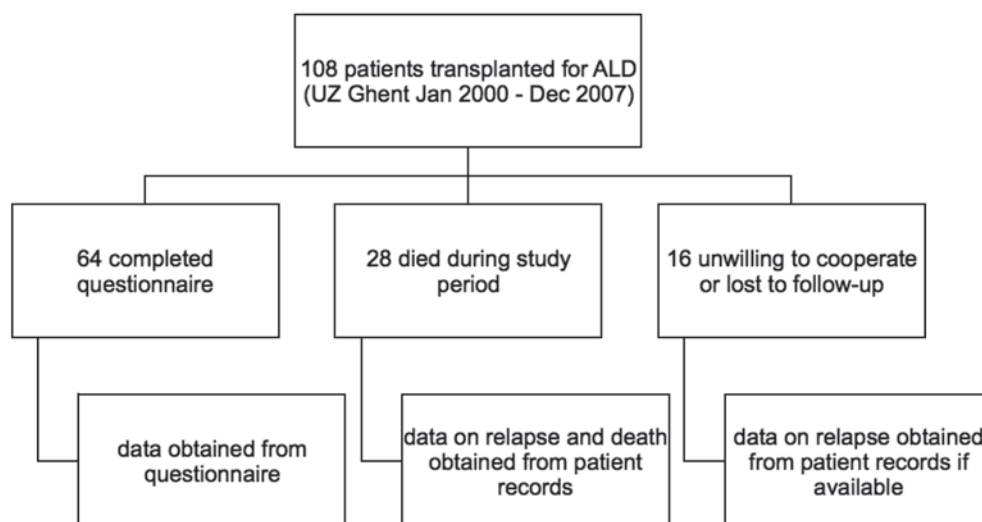 108 patients transplanted for ALD
(UZ Ghent Jan 2000 - Dec 2007)
64 completed
questionnaire
28 died during study
period
16 unwilling to cooperate
or lost to follow-up
data obtained from
questionnaire
data on relapse and death
obtained from patient
records
data on relapse obtained
from patient records if
available